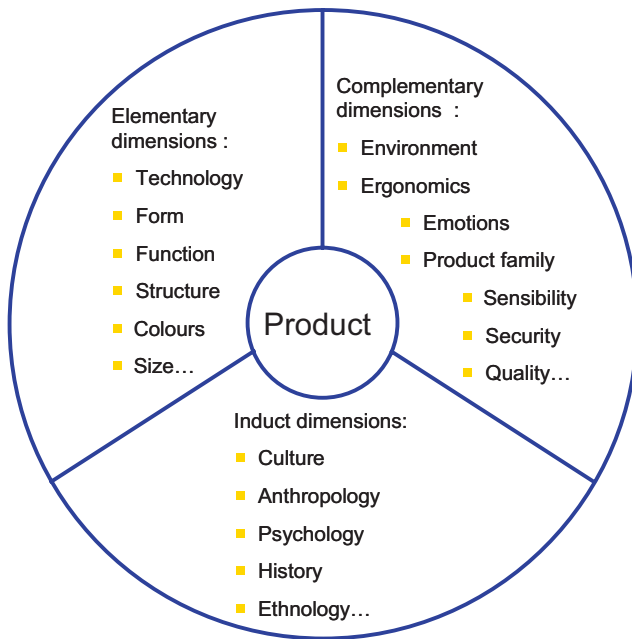 Elementary
dimensions :
Technology
Form
Function
Structure
Colours
Size…
Complementary
dimensions :
Environment
Ergonomics
Emotions
Product family
Sensibility
Security
Quality…
Product
Induct dimensions:
Culture
Anthropology
Psychology
History
Ethnology…